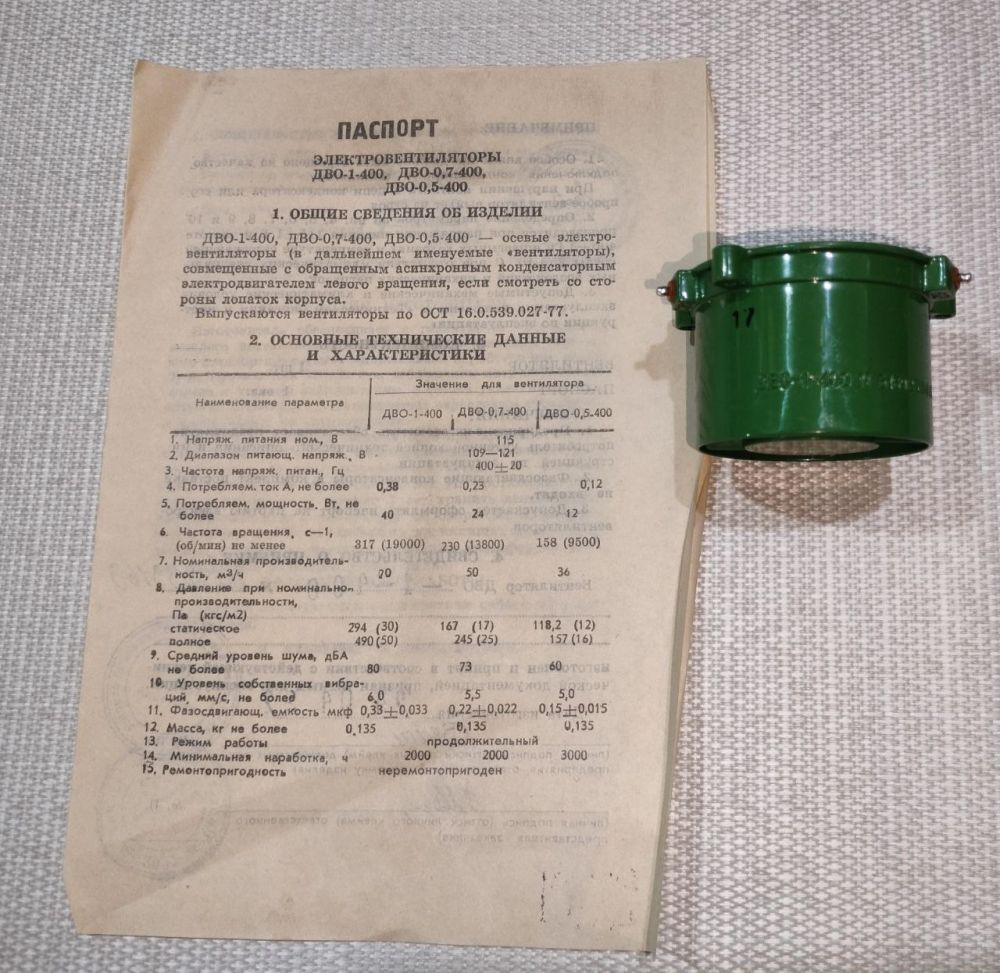 ПАСПОРТ
ЭЛЕКТРОВЕНТИЛЯТОРЫ
ДВО-1-400, ДВО-0,7-400,
ДВО-0,5-400
1. ОБЩИЕ СВЕДЕНИЯ ОБ ИЗДЕЛИИ
ДВО-1-400, ДВО-0,7-400, ДВО-0,5-400 — осевые электро-
вентиляторы (в дальнейшем именуемые «вентиляторы),
совмещенные с обращенным асинхронным конденсаторным
электродвигателем левого вращения, если смотреть со сто-
роны лопаток корпуса.
Выпускаются вентиляторы по ОСТ 16.0.539.027-77.
2. ОСНОВНЫЕ ТЕХНИЧЕСКИЕ ДАННЫЕ
И ХАРАКТЕРИСТИКИ
Наименование параметра
Значение для вентилятора
ДВО-1-400 ДВО-0,7-400 ДВО-0,5-400
1. Напряж. питания ном., В 115
2. Диапазон питающ. напряж., В 109—121
3. Частота напряж. питан., Гц 400±20
4. Потребляем. ток А, не более 0,38 0,23 0,12
5. Потребляем. мощность. Вт, не
более 40 24 12
6. Частота вращения, с—1,
(об/мин) не менее 317 (19000) 230 (13800) 158 (9500)
7. Номинальная производитель-
ность, м3/ч 70 50 36
8. Давление при номинально-
производительности,
Па (кгс/м2)
статическое 294 (30) 167 (17) 118,2 (12)
полное 490 (50) 245 (25) 157 (16)
9. Средний уровень шума, дБА
не более 80 73 60
10. Уровень собственных вибра-
ций, мм/с, не более 6,0 5,5 5,0
11. Фазосдвигающ. емкость мкф 0,33±0,033 0,22±0,022 0,15±0,015
12. Масса, кг не более 0,135 0,135 0,135
13. Режим работы продолжительный
14. Минимальная наработка, ч 2000 2000 3000
15. Ремонтопригодность неремонтопригоден
17